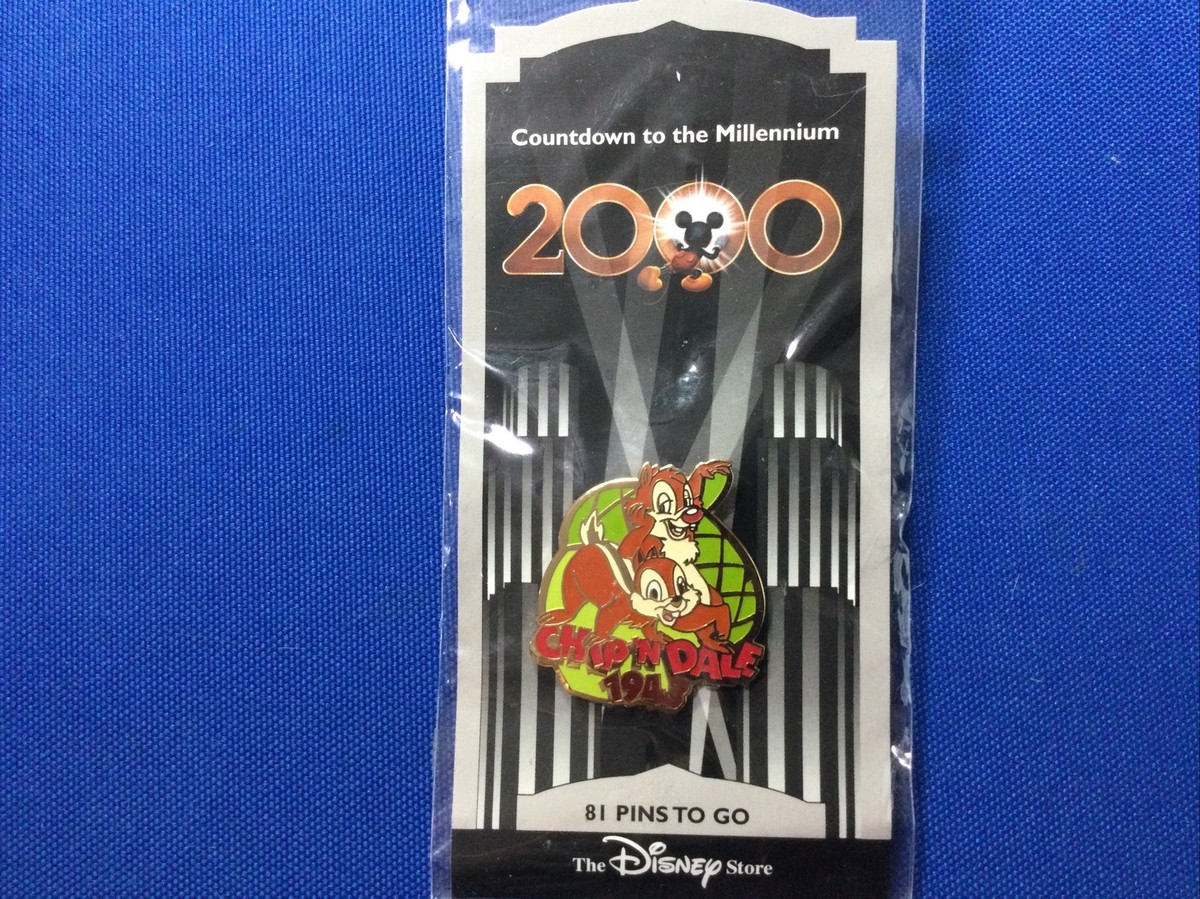 Countdown to the Millennium
2000
CHIP 'N DALE
81 PINS TO GO
The Disney Store